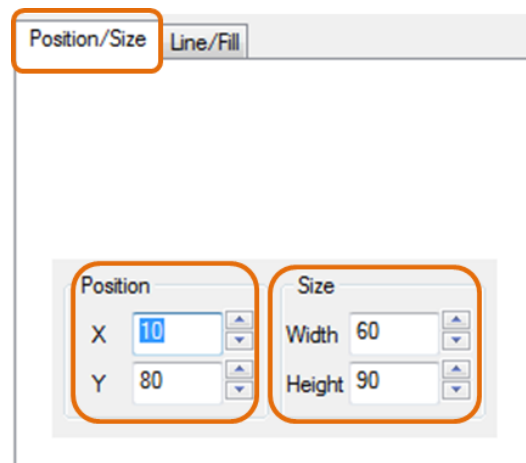 Position/Size Line/Fill
Position Size
X 10 Width 60
Y 80 Height 90